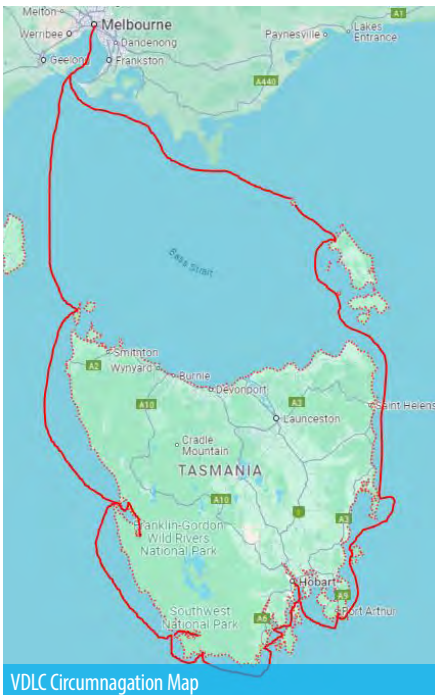 Melton
Melbourne
A1
Werribee
Dandenong
Paynesville
Lakes
Entrance
Geelon
Frankston
A440
Bass Strait
Smithton
A2
Wynyard
Burnie
Devonport
A10
A3
Saint Helens
Launceston
Cradle
Mountain
TASMANIA
A10
1
A3
Franklin-Gordon
Wild Rivers
National Park
Hobart
A9
Southwest
National Park
A6
Port Arthur
VDLC Circumnagation Map